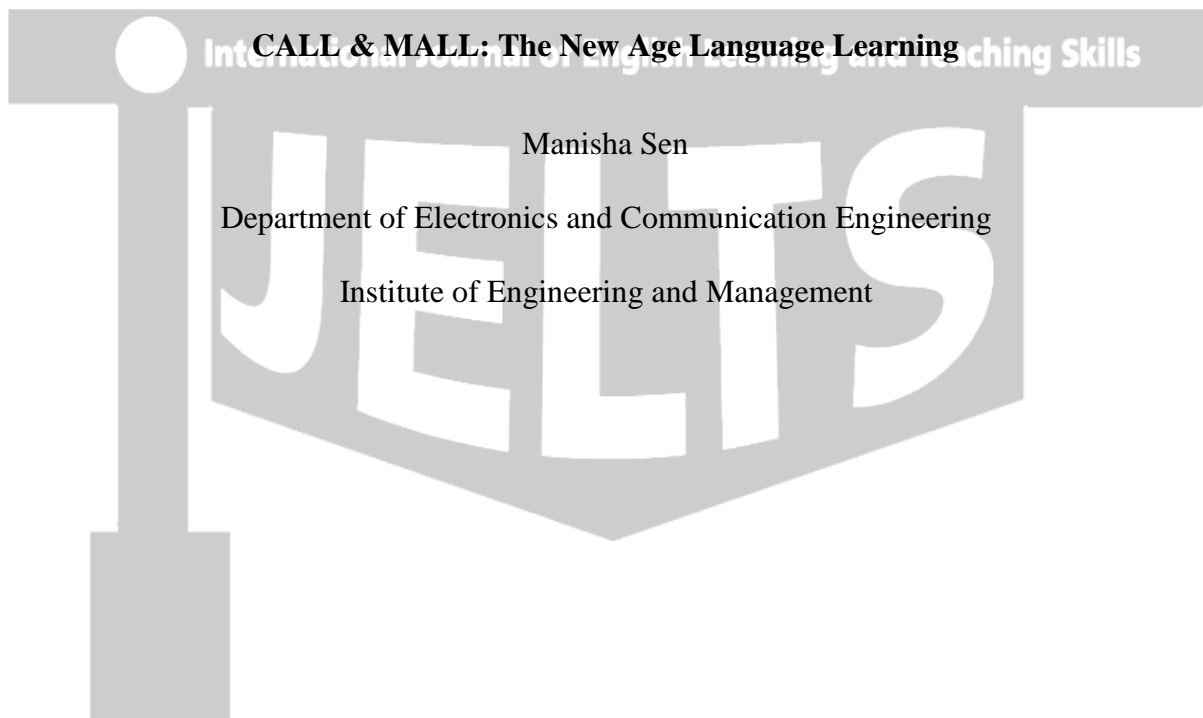 CALL & MALL: The New Age Language Learning
International Journal of English Learning and Teaching Skills
Manisha Sen
Department of Electronics and Communication Engineering
Institute of Engineering and Management
JELTS